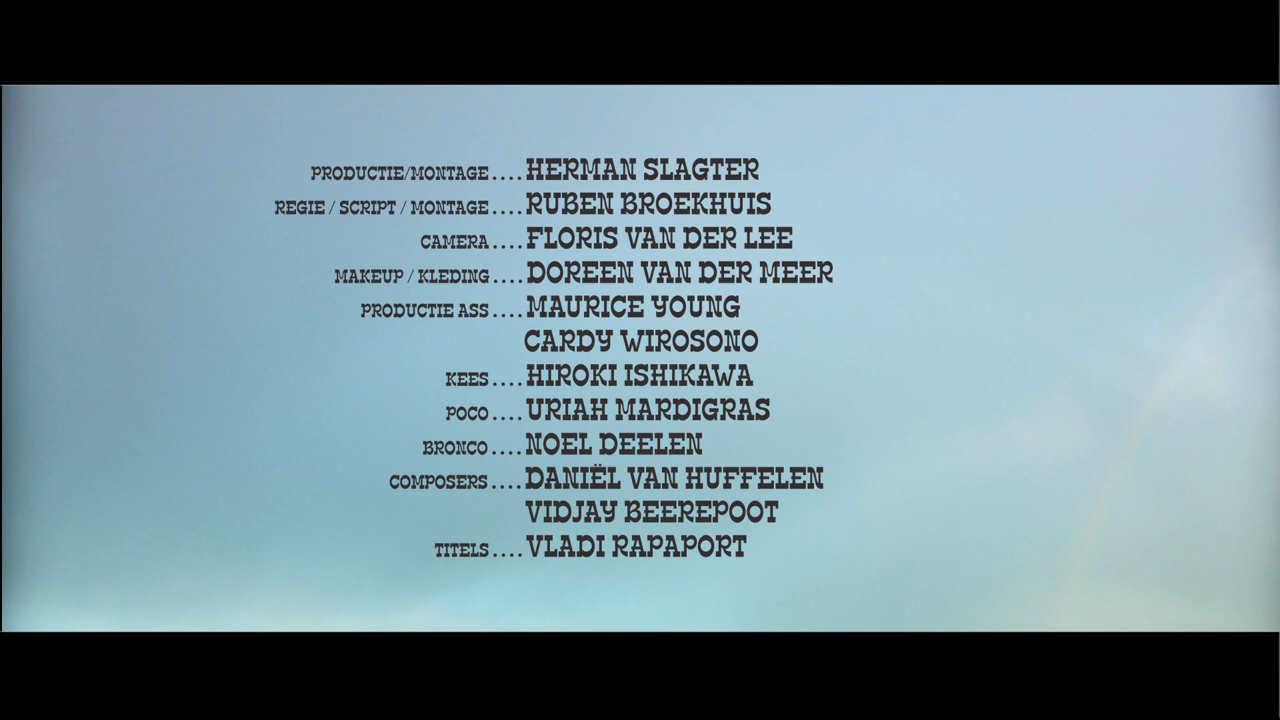 PRODUCTIE/MONTAGE....HERMAN SLAGTER
REGIE / SCRIPT / MONTAGE....RUBEN BROEKHUIS
CAMERA....FLORIS VAN DER LEE
MAKEUP / KLEDING....DOREEN VAN DER MEER
PRODUCTIE ASS....MAURICE YOUNG
CARDY WIROSONO
KEES....HIROKI ISHIKAWA
POCO....URIAH MARDIGRAS
BRONCO....NOEL DEELEN
COMPOSERS....DANIËL VAN HUFFELEN
VIDJAY BEEREPOOT
TITELS....VLADI RAPAPORT